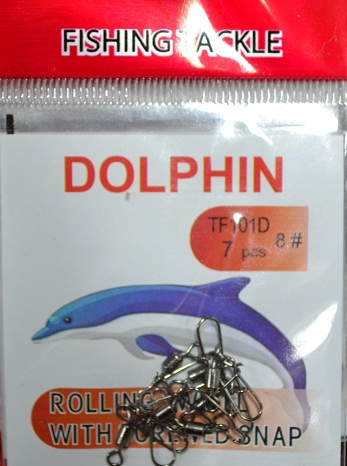 FISHING TACKLE
DOLPHIN
TF101D
7 pcs 8#
ROLLING
WITH SNAP